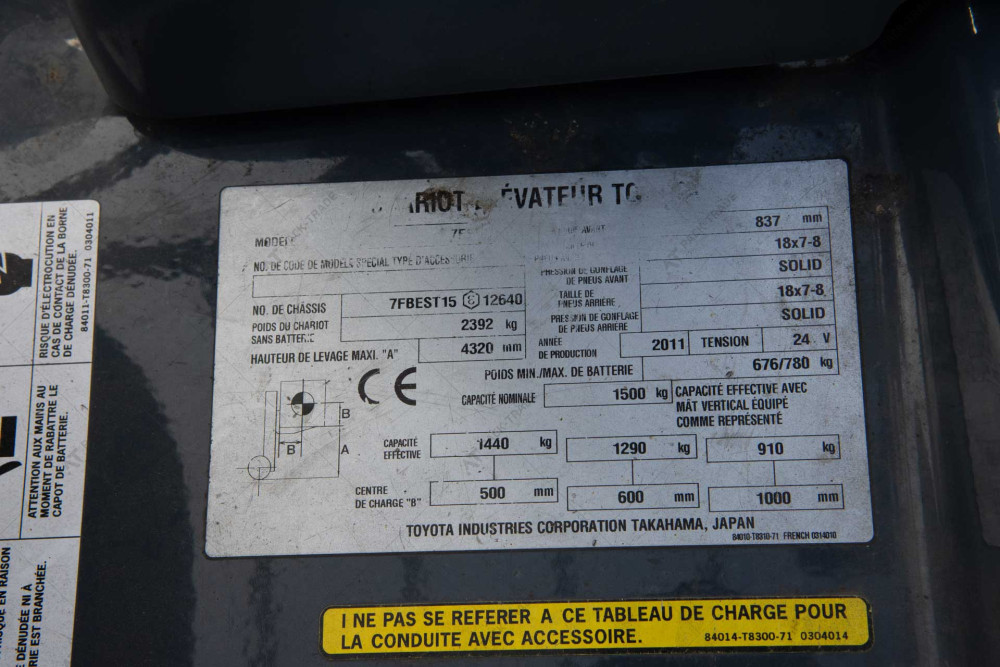 RISQUE D'ÉLECTROCUTION EN
CAS DE CONTACT DE LA BORNE
DE CHARGE DÉNUDÉE.
84011-T8300-71 0304011
ATTENTION AUX MAINS AU
MOMENT DE RABATTRE LE
CAPOT DE BATTERIE.
EN RAISON
DÉNUDÉE NI À
EST BRANCHÉE.
837 mm
18x7-8
NO. DE CODE DE MODELE SPECIAL TYPE D'ACCESSOIRE
PRESSION DE GONFLAGE
DE PNEUS AVANT
SOLID
TAILLE DE
PNEUS ARRIÈRE
18x7-8
NO. DE CHÂSSIS 7FBEST15 12640
PRESSION DE GONFLAGE
DE PNEUS ARRIÈRE
SOLID
POIDS DU CHARIOT
SANS BATTERIE
2392 kg
ANNÉE
DE PRODUCTION
2011 TENSION 24 V
HAUTEUR DE LEVAGE MAXI. "A" 4320 mm
POIDS MIN./MAX. DE BATTERIE 676/780 kg
CE
CAPACITÉ NOMINALE 1500 kg
CAPACITÉ EFFECTIVE AVEC
MÂT VERTICAL ÉQUIPÉ
COMME REPRÉSENTÉ
B
B
A
CAPACITÉ
EFFECTIVE
1440 kg 1290 kg 910 kg
CENTRE
DE CHARGE "B"
500 mm 600 mm 1000 mm
TOYOTA INDUSTRIES CORPORATION TAKAHAMA, JAPAN
84010-T8310-71 FRENCH 0314010
! NE PAS SE REFERER A CE TABLEAU DE CHARGE POUR
LA CONDUITE AVEC ACCESSOIRE.
84014-T8300-71 0304014